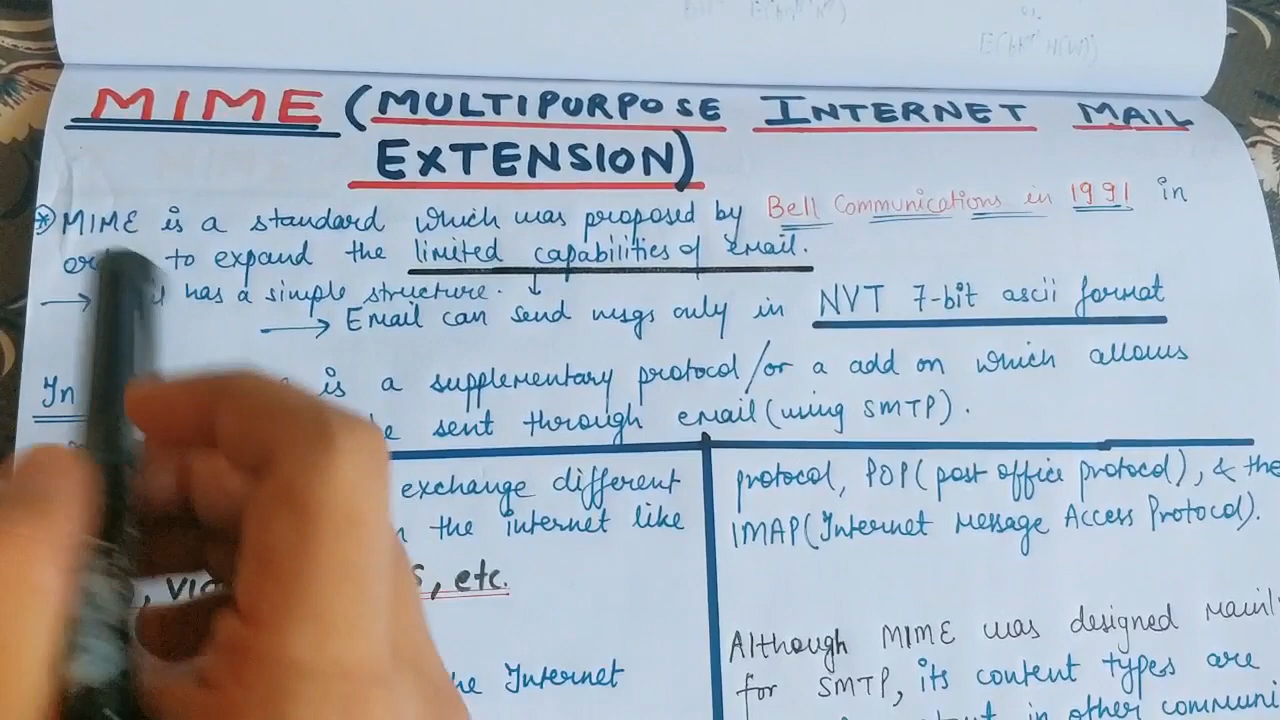 MIME (MULTIPURPOSE INTERNET MAIL
EXTENSION)
* MIME is a standard which was proposed by Bell Communications in 1991 in
to expand the limited capabilities of email.
→ has a simple structure. ↓
→ Email can send msgs only in NVT 7-bit ascii format
In is a supplementary protocol/or a add on which allows
sent through email (using SMTP).
exchange different
the internet like
, etc.
Internet
protocol, POP (post office protocol), & the
IMAP (Internet Message Access Protocol).
Although MIME was designed
for SMTP, its content types are
in other